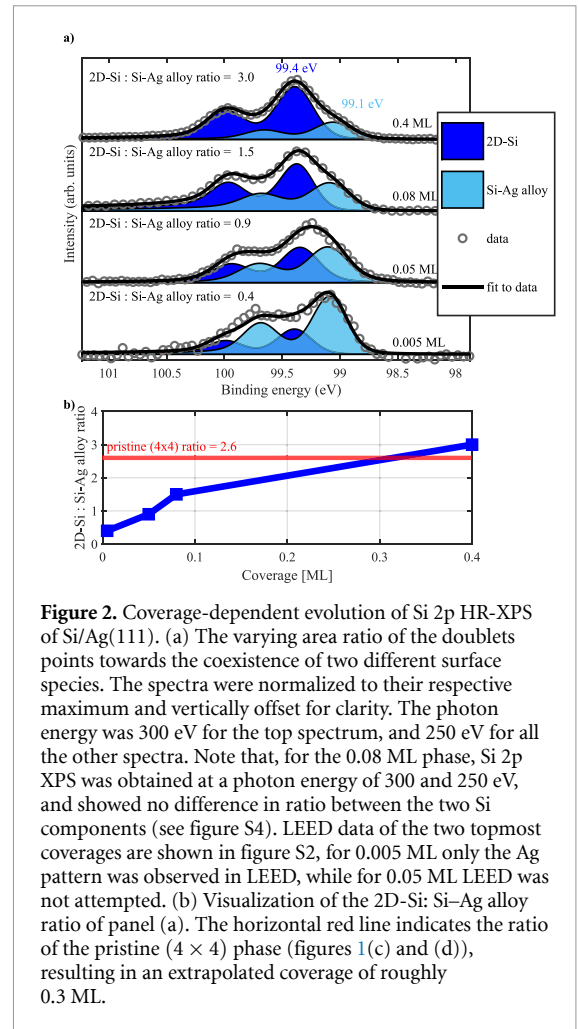 a)
2D-Si : Si-Ag alloy ratio = 3.0
99.4 eV
99.1 eV
0.4 ML
2D-Si : Si-Ag alloy ratio = 1.5
0.08 ML
2D-Si : Si-Ag alloy ratio = 0.9
0.05 ML
2D-Si : Si-Ag alloy ratio = 0.4
0.005 ML
2D-Si
Si-Ag alloy
data
fit to data
Intensity (arb. units)
101 100.5 100 99.5 99 98.5 98
Binding energy (eV)
b)
2D-Si : Si-Ag alloy ratio
4
3
2
1
0
pristine (4x4) ratio = 2.6
0 0.1 0.2 0.3 0.4
Coverage [ML]
Figure 2. Coverage-dependent evolution of Si 2p HR-XPS
of Si/Ag(111). (a) The varying area ratio of the doublets
points towards the coexistence of two different surface
species. The spectra were normalized to their respective
maximum and vertically offset for clarity. The photon
energy was 300 eV for the top spectrum, and 250 eV for all
the other spectra. Note that, for the 0.08 ML phase, Si 2p
XPS was obtained at a photon energy of 300 and 250 eV,
and showed no difference in ratio between the two Si
components (see figure S4). LEED data of the two topmost
coverages are shown in figure S2, for 0.005 ML only the Ag
pattern was observed in LEED, while for 0.05 ML LEED was
not attempted. (b) Visualization of the 2D-Si: Si–Ag alloy
ratio of panel (a). The horizontal red line indicates the ratio
of the pristine (4 × 4) phase (figures 1(c) and (d)),
resulting in an extrapolated coverage of roughly
0.3 ML.